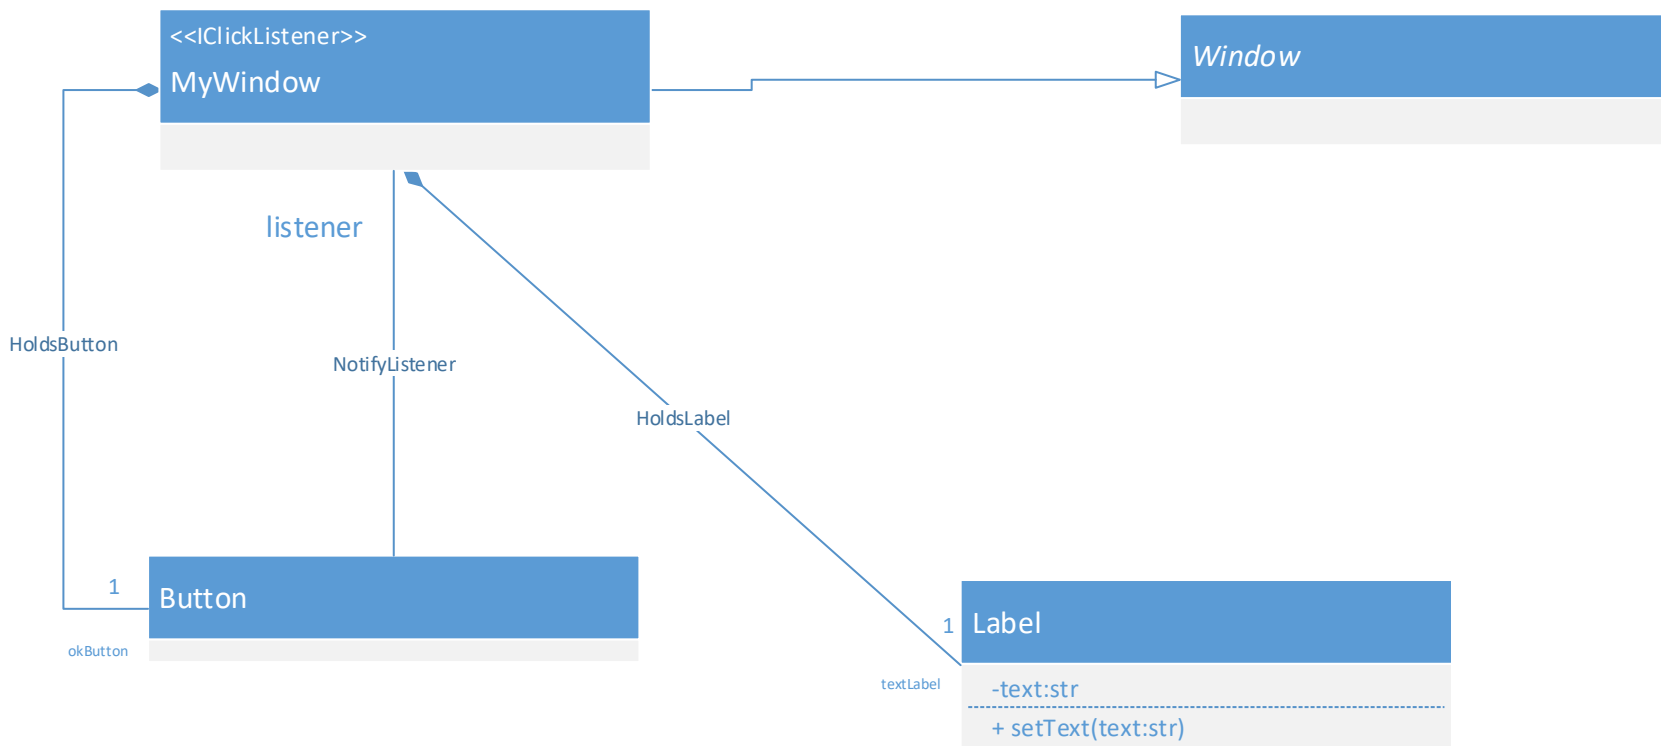 <<IClickListener>>
MyWindow
Window
listener
HoldsButton
NotifyListener
HoldsLabel
1
Button
okButton
1
Label
textLabel
-text:str
+ setText(text:str)